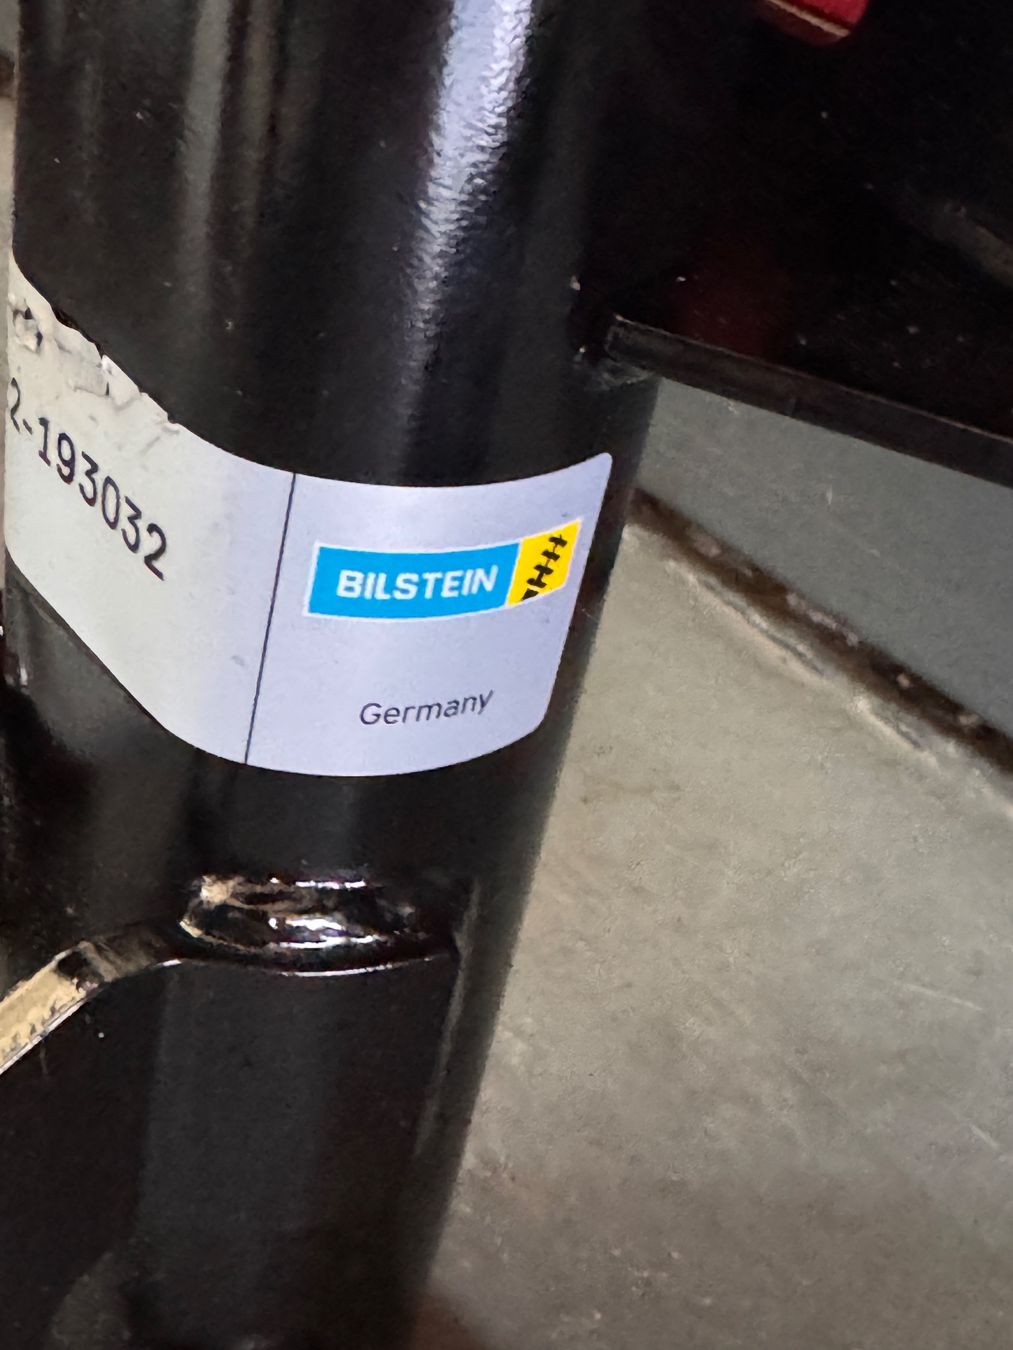 2-193032
BILSTEIN
Germany